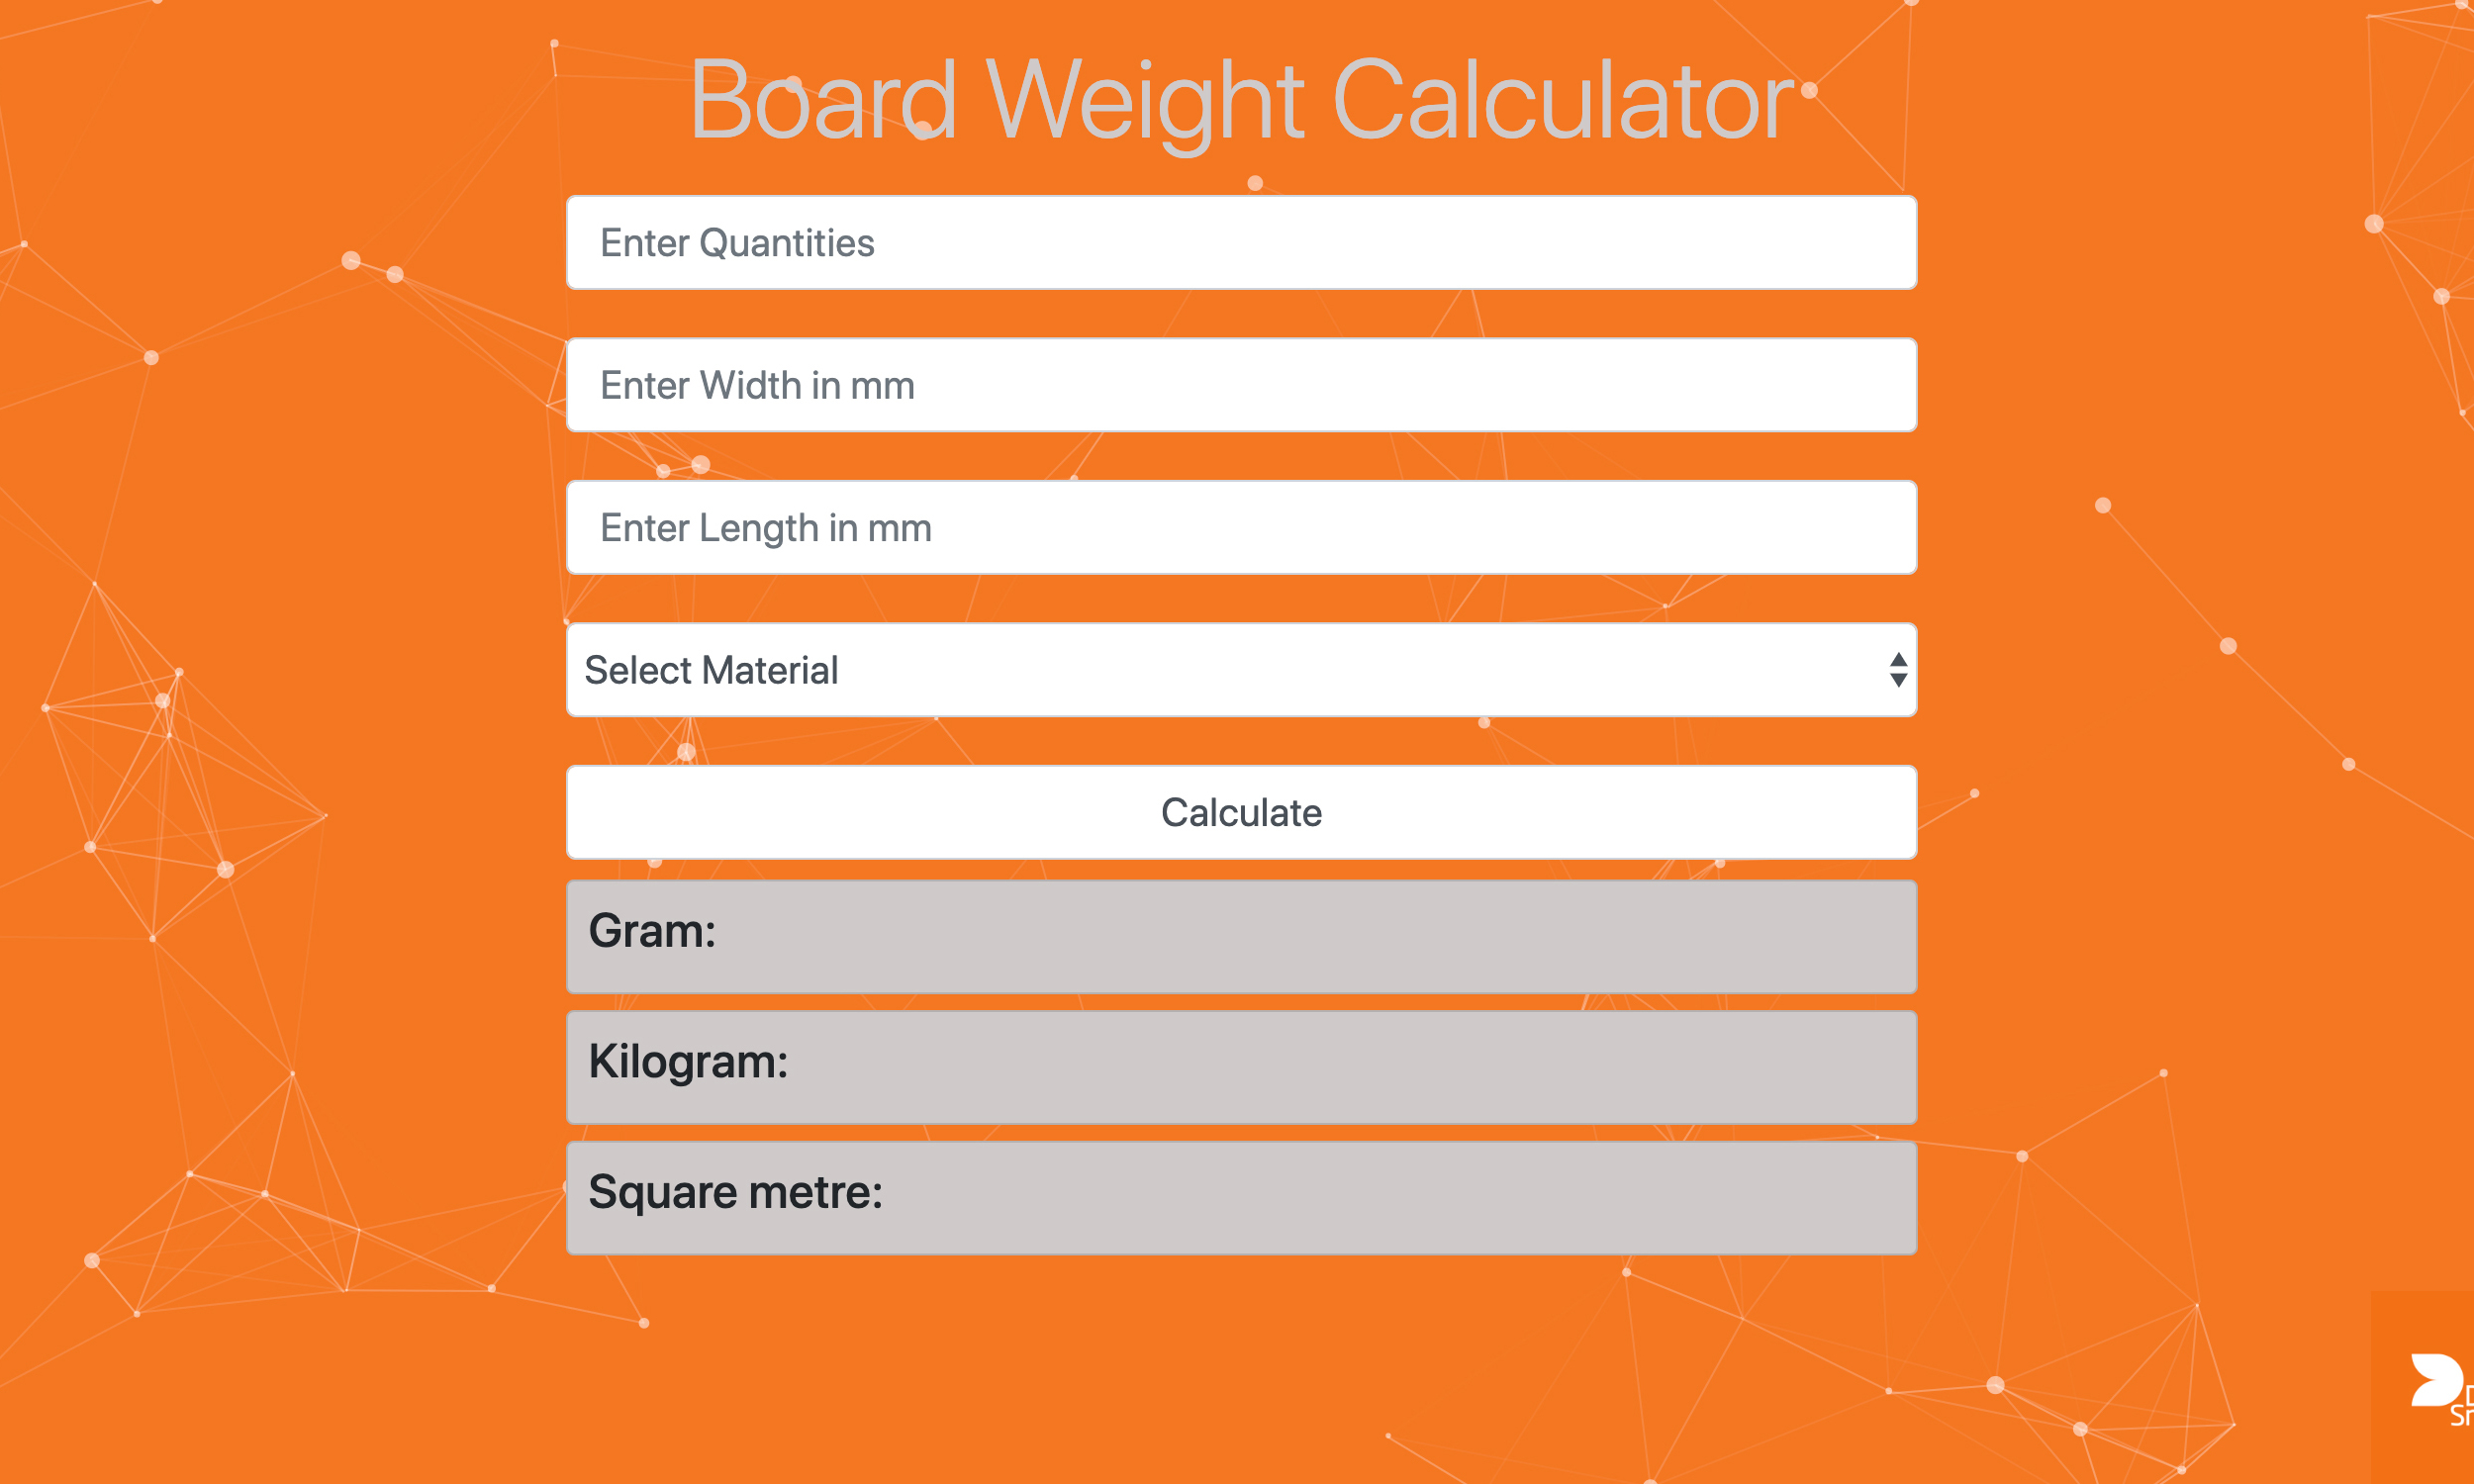 Board Weight Calculator
Enter Quantities
Enter Width in mm
Enter Length in mm
Select Material
Calculate
Gram:
Kilogram:
Square metre: